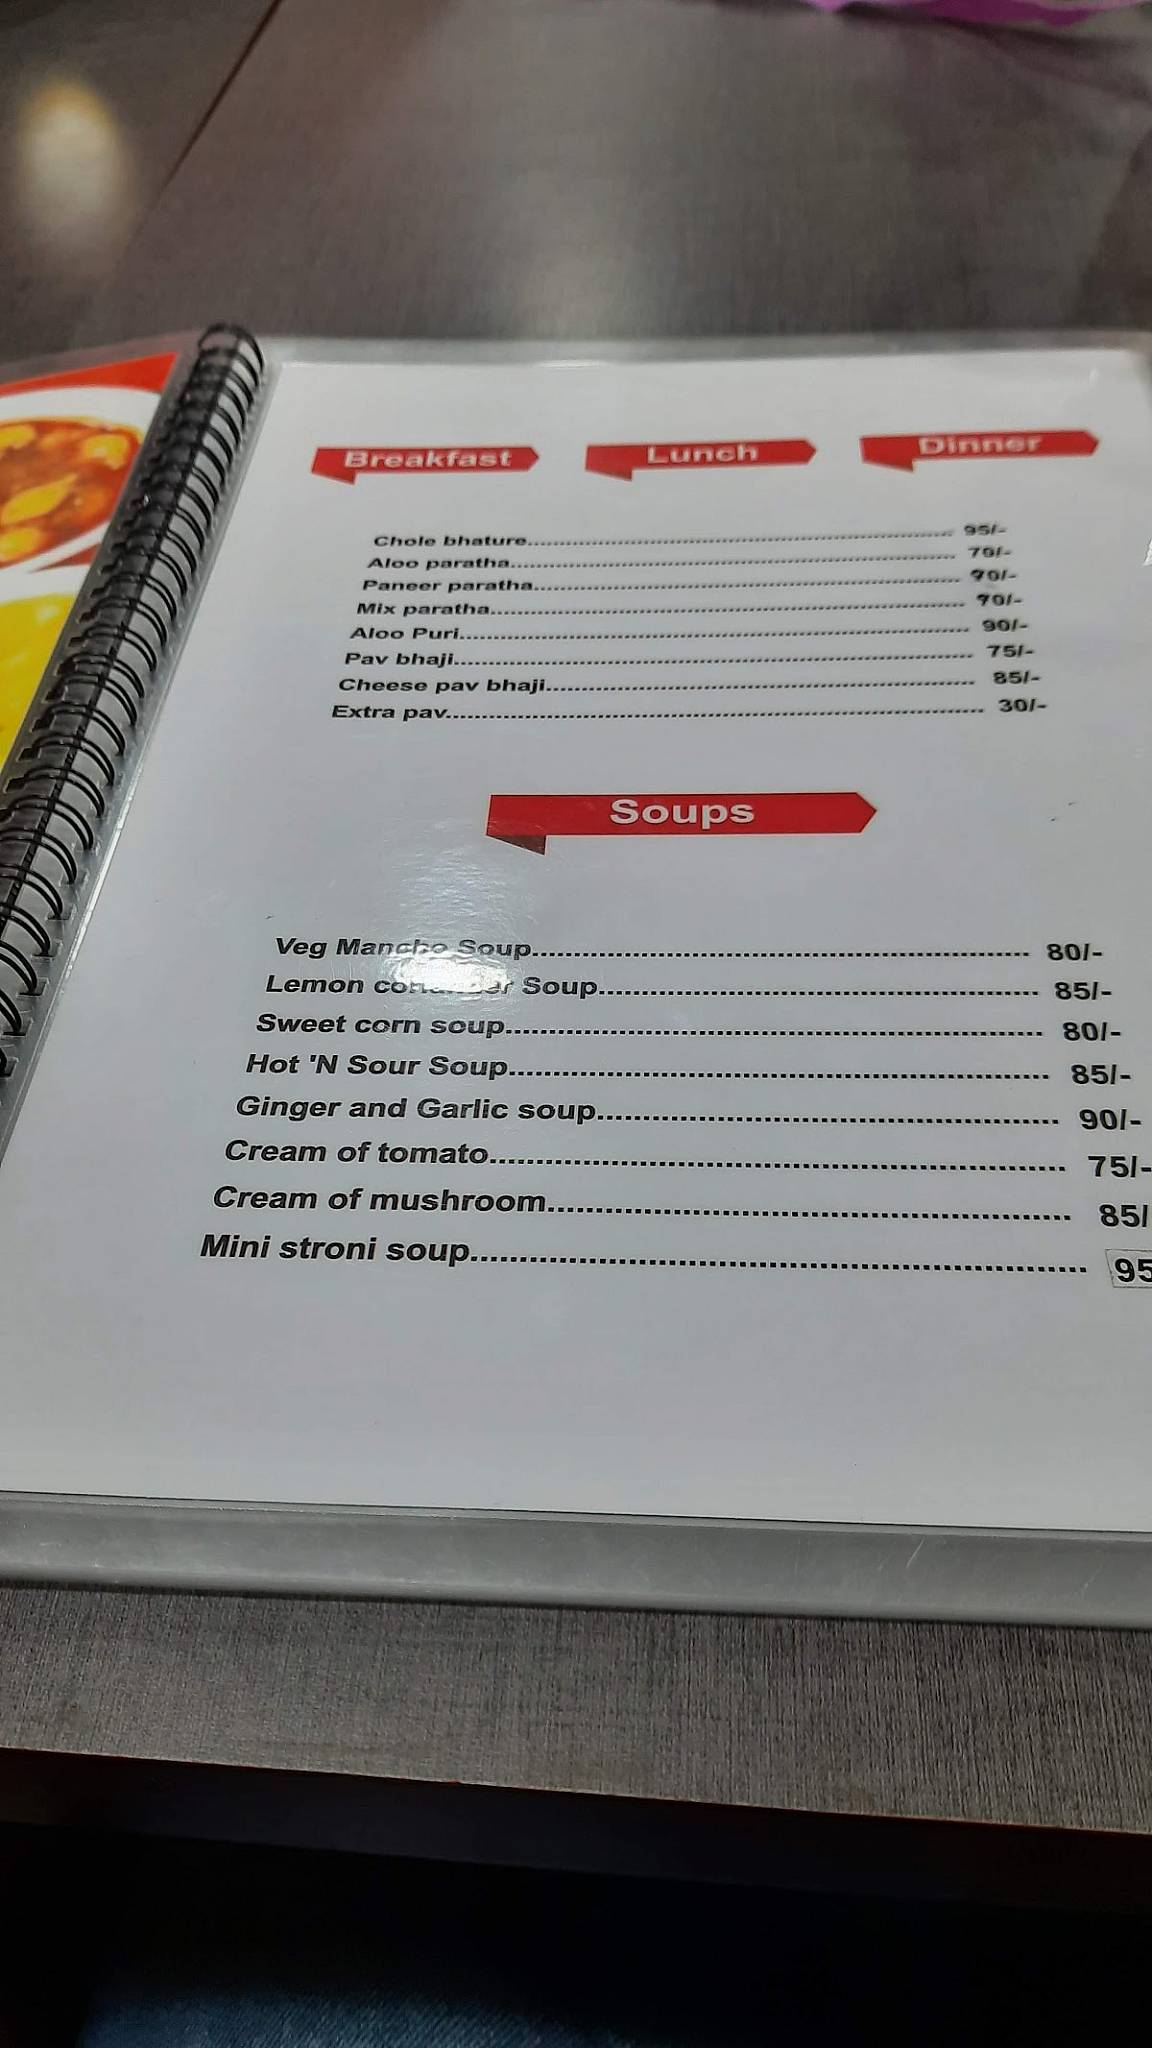 Breakfast Lunch Dinner
Chole bhature............ 95/-
Aloo paratha............ 70/-
Paneer paratha............
Mix paratha............
Aloo Puri............ 90/-
Pav bhaji............ 75/-
Cheese pav bhaji............ 85/-
Extra pav............ 30/-
Soups
Veg Mancho Soup............ 80/-
Lemon coriander Soup............ 85/-
Sweet corn soup............ 80/-
Hot 'N Sour Soup............ 85/-
Ginger and Garlic soup............ 90/-
Cream of tomato............ 75/-
Cream of mushroom............ 85/
Mini stroni soup............ 95